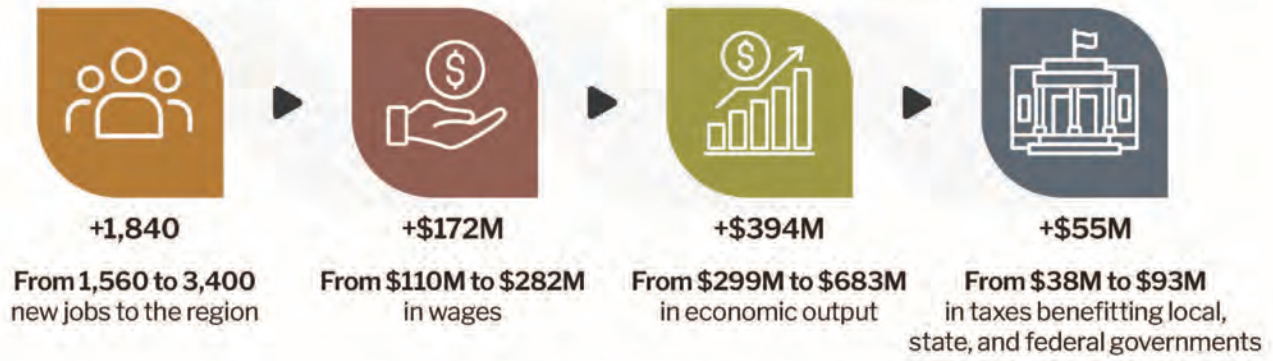 $
$
+1,840
From 1,560 to 3,400
new jobs to the region
+$172M
From $110M to $282M
in wages
+$394M
From $299M to $683M
in economic output
+$55M
From $38M to $93M
in taxes benefitting local,
state, and federal governments